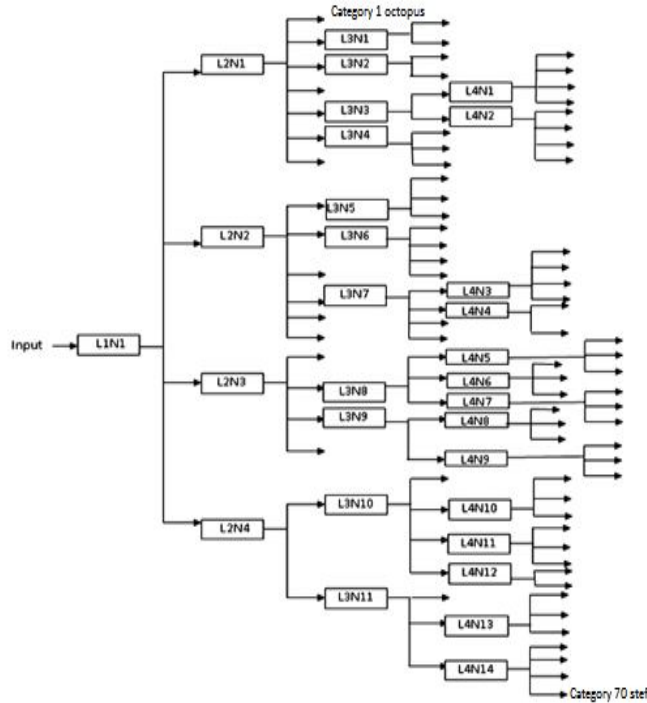 Category 1 octopus
L3N1
L2N1
L3N2
L4N1
L3N3
L4N2
L3N4
L3N5
L2N2
L3N6
L4N3
L3N7
L4N4
Input
L1N1
L4N5
L2N3
L4N6
L3N8
L4N7
L3N9
L4N8
L4N9
L3N10
L4N10
L2N4
L4N11
L4N12
L3N11
L4N13
L4N14
Category 70 stef